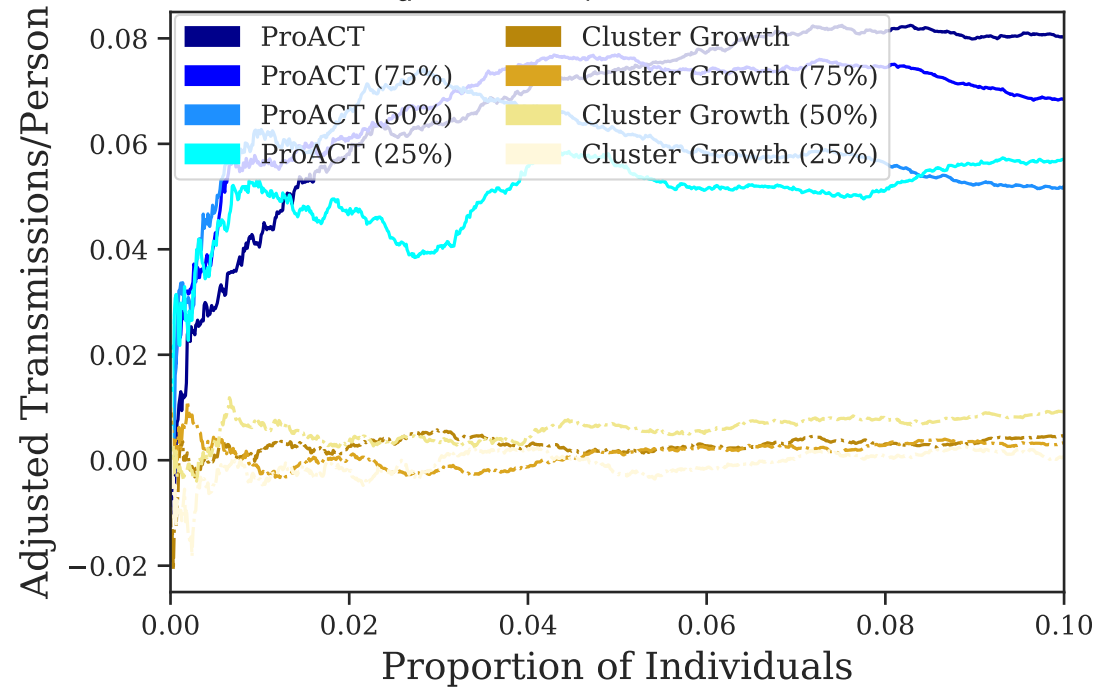 Adjusted Transmissions/Person
0.08
0.06
0.04
0.02
0.00
−0.02
ProACT
ProACT (75%)
ProACT (50%)
ProACT (25%)
Cluster Growth
Cluster Growth (75%)
Cluster Growth (50%)
Cluster Growth (25%)
0.00 0.02 0.04 0.06 0.08 0.10
Proportion of Individuals